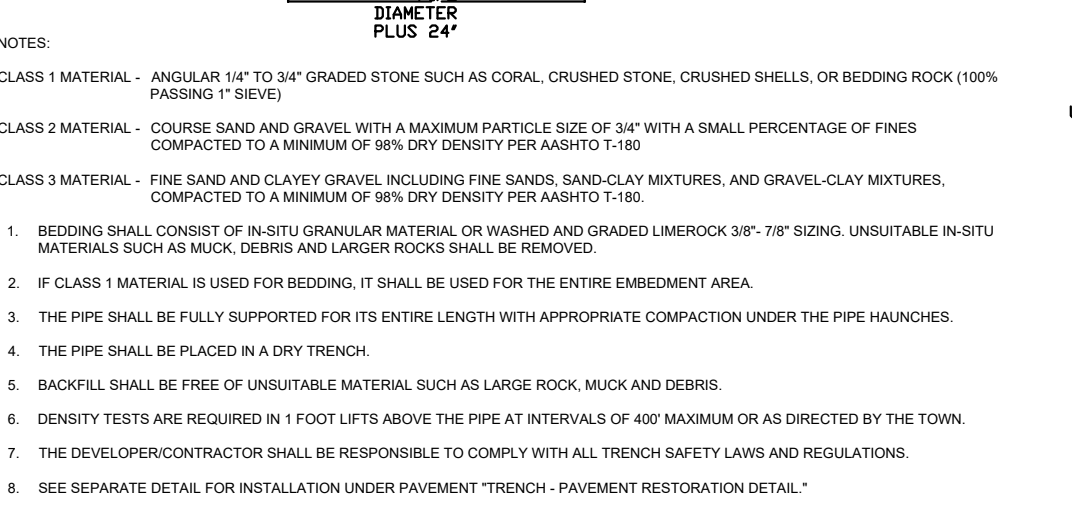 DIAMETER
PLUS 24"
NOTES:
CLASS 1 MATERIAL - ANGULAR 1/4" TO 3/4" GRADED STONE SUCH AS CORAL, CRUSHED STONE, CRUSHED SHELLS, OR BEDDING ROCK (100%
PASSING 1" SIEVE)
CLASS 2 MATERIAL - COURSE SAND AND GRAVEL WITH A MAXIMUM PARTICLE SIZE OF 3/4" WITH A SMALL PERCENTAGE OF FINES
COMPACTED TO A MINIMUM OF 98% DRY DENSITY PER AASHTO T-180
CLASS 3 MATERIAL - FINE SAND AND CLAYEY GRAVEL INCLUDING FINE SANDS, SAND-CLAY MIXTURES, AND GRAVEL-CLAY MIXTURES,
COMPACTED TO A MINIMUM OF 98% DRY DENSITY PER AASHTO T-180.
1. BEDDING SHALL CONSIST OF IN-SITU GRANULAR MATERIAL OR WASHED AND GRADED LIMEROCK 3/8"- 7/8" SIZING. UNSUITABLE IN-SITU
MATERIALS SUCH AS MUCK, DEBRIS AND LARGER ROCKS SHALL BE REMOVED.
2. IF CLASS 1 MATERIAL IS USED FOR BEDDING, IT SHALL BE USED FOR THE ENTIRE EMBEDMENT AREA.
3. THE PIPE SHALL BE FULLY SUPPORTED FOR ITS ENTIRE LENGTH WITH APPROPRIATE COMPACTION UNDER THE PIPE HAUNCHES.
4. THE PIPE SHALL BE PLACED IN A DRY TRENCH.
5. BACKFILL SHALL BE FREE OF UNSUITABLE MATERIAL SUCH AS LARGE ROCK, MUCK AND DEBRIS.
6. DENSITY TESTS ARE REQUIRED IN 1 FOOT LIFTS ABOVE THE PIPE AT INTERVALS OF 400' MAXIMUM OR AS DIRECTED BY THE TOWN.
7. THE DEVELOPER/CONTRACTOR SHALL BE RESPONSIBLE TO COMPLY WITH ALL TRENCH SAFETY LAWS AND REGULATIONS.
8. SEE SEPARATE DETAIL FOR INSTALLATION UNDER PAVEMENT "TRENCH - PAVEMENT RESTORATION DETAIL."